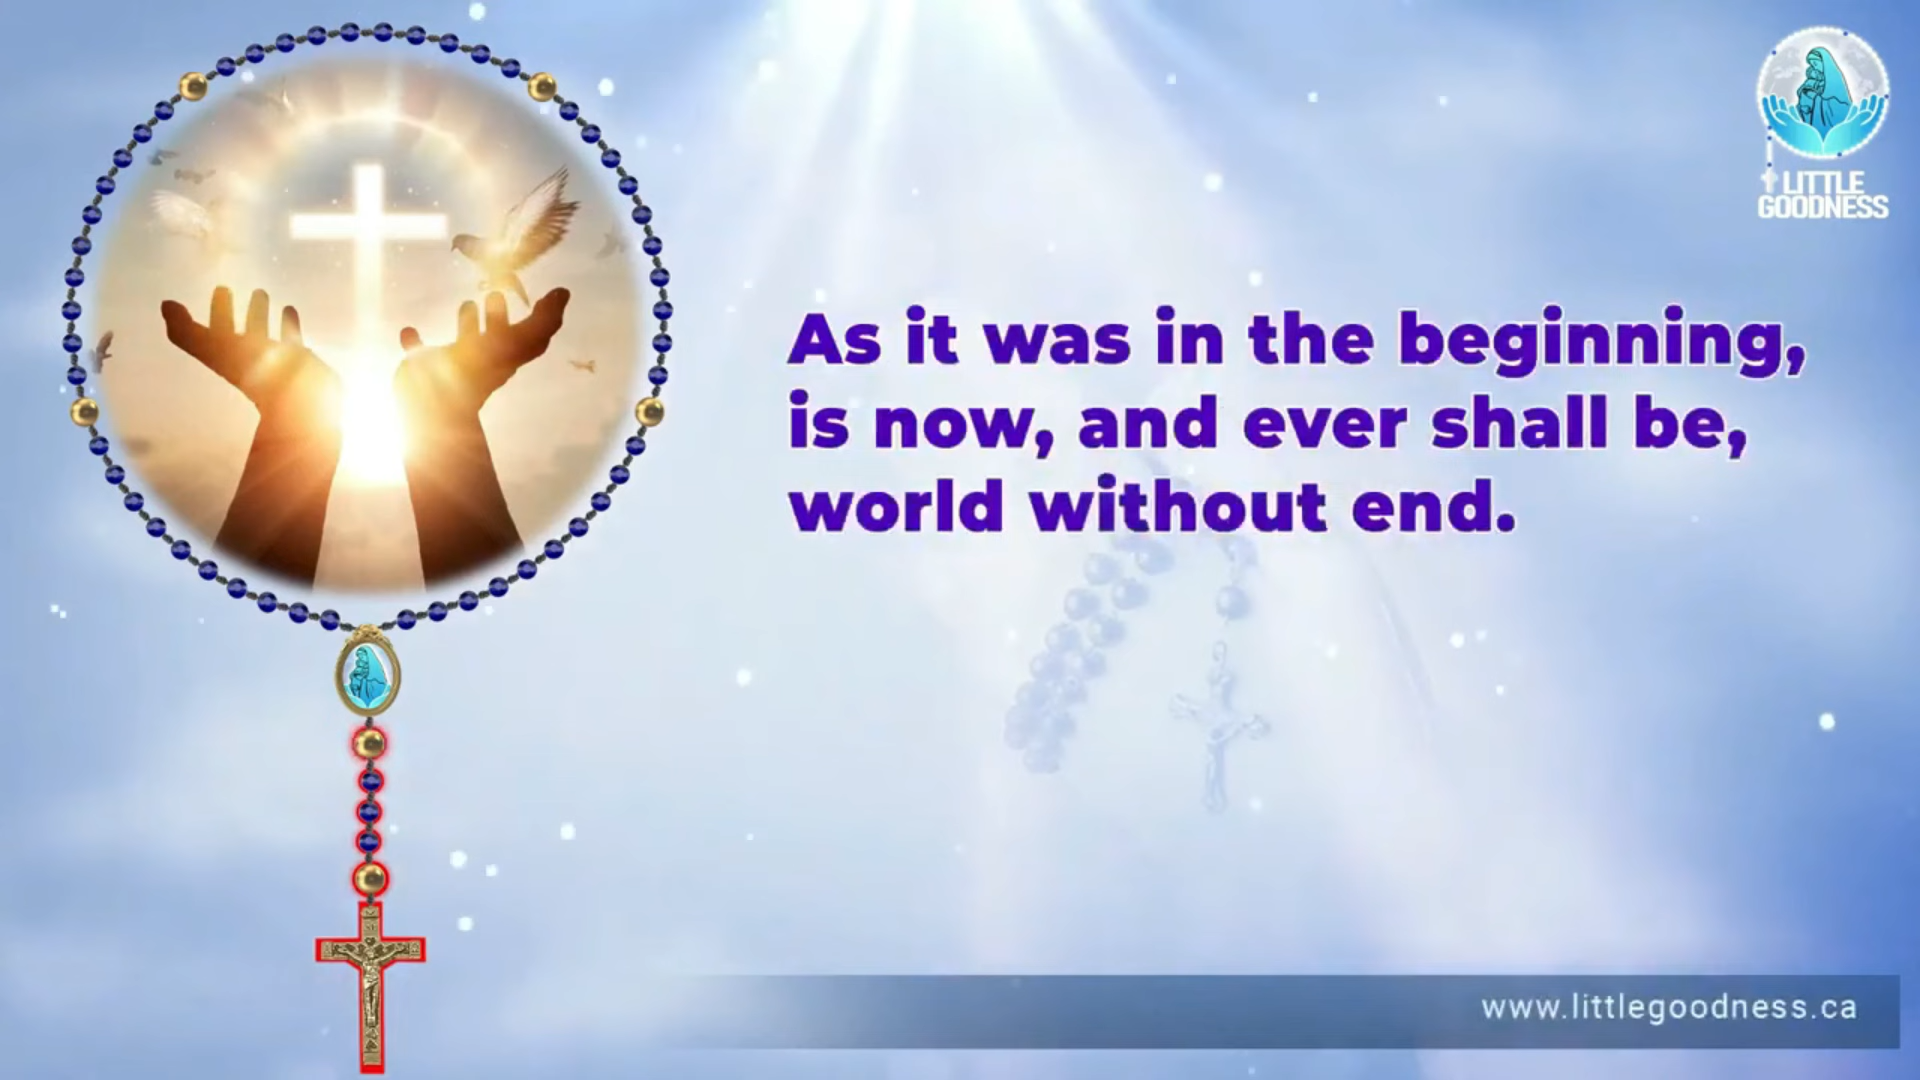 LITTLE
GOODNESS
As it was in the beginning,
is now, and ever shall be,
world without end.
www.littlegoodness.ca